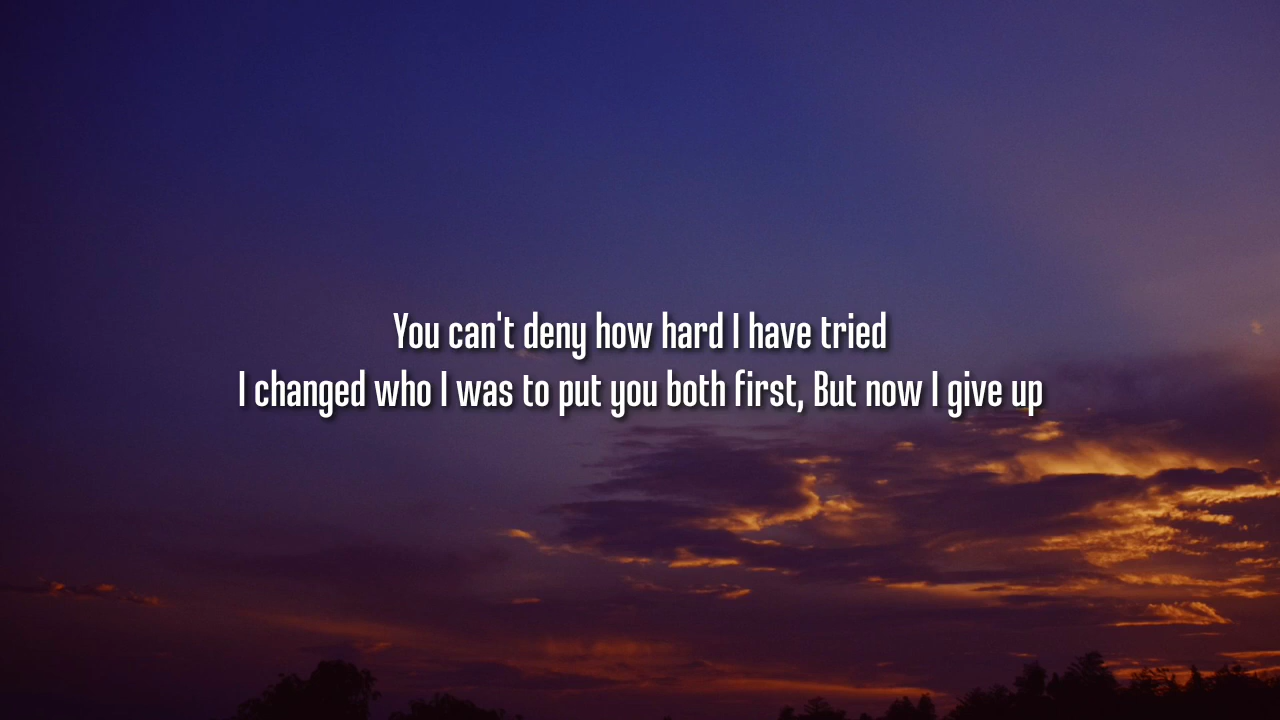 You can't deny how hard I have tried
I changed who I was to put you both first, But now I give up